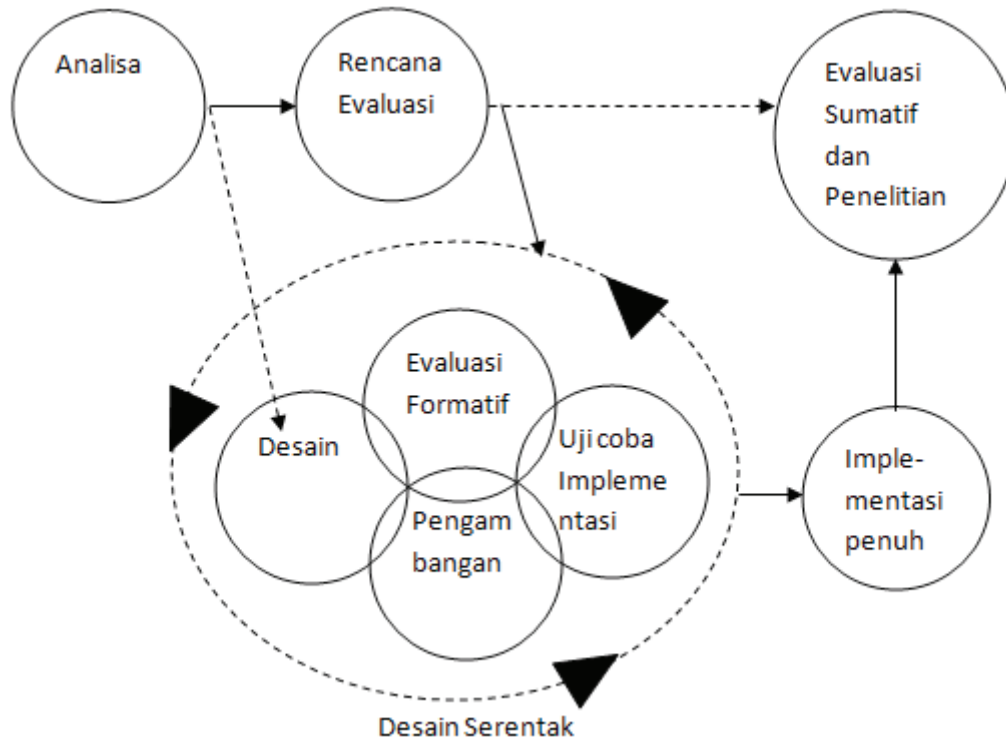 Analisa
Rencana
Evaluasi
Evaluasi
Sumatif
dan
Penelitian
Evaluasi
Formatif
Desain
Uji coba
Impleme
ntasi
Pengam
bangan
Imple-
mentasi
penuh
Desain Serentak